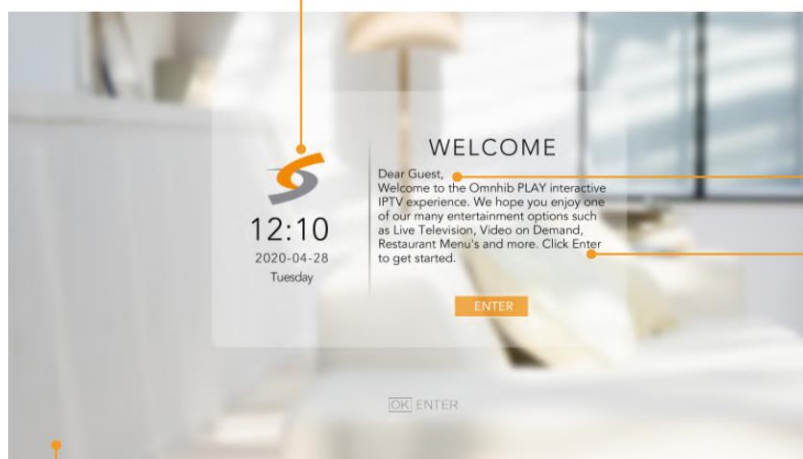 WELCOME
Dear Guest,
Welcome to the Omnhib PLAY interactive
IPTV experience. We hope you enjoy one
of our many entertainment options such
as Live Television, Video on Demand,
Restaurant Menu's and more. Click Enter
to get started.
12:10
2020-04-28
Tuesday
ENTER
OK ENTER